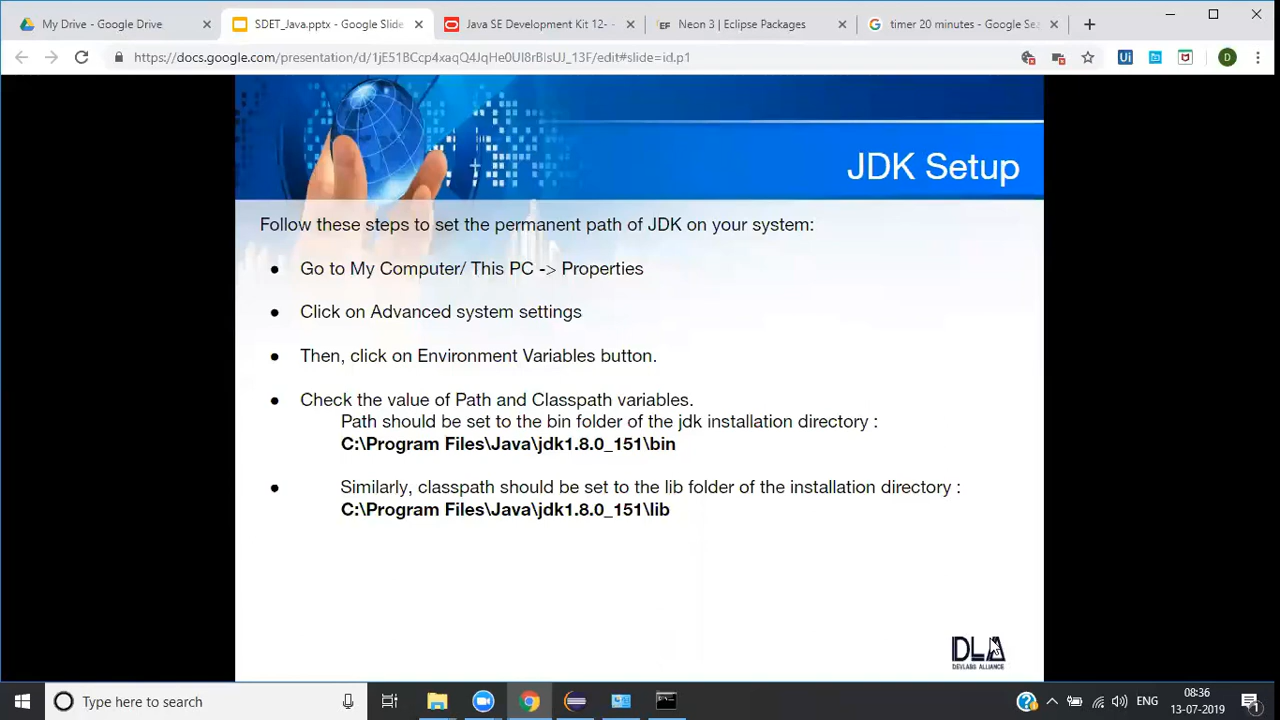 My Drive - Google Drive
SDET_Java.pptx - Google Slide
Java SE Development Kit 12-
EF Neon 3 | Eclipse Packages
G timer 20 minutes - Google Se
https://docs.google.com/presentation/d/1jE51BCcp4xanQ4JqHe0UI8rBlsUJ_13F/edit#slide=id.p1
Ui
D
JDK Setup
Follow these steps to set the permanent path of JDK on your system:
● Go to My Computer/ This PC -> Properties
● Click on Advanced system settings
● Then, click on Environment Variables button.
● Check the value of Path and Classpath variables.
Path should be set to the bin folder of the jdk installation directory :
C:\Program Files\Java\jdk1.8.0_151\bin
● Similarly, classpath should be set to the lib folder of the installation directory :
C:\Program Files\Java\jdk1.8.0_151\lib
DLA
DEVLABS ALLIANCE
Type here to search
ENG
08:36
13-07-2019
1